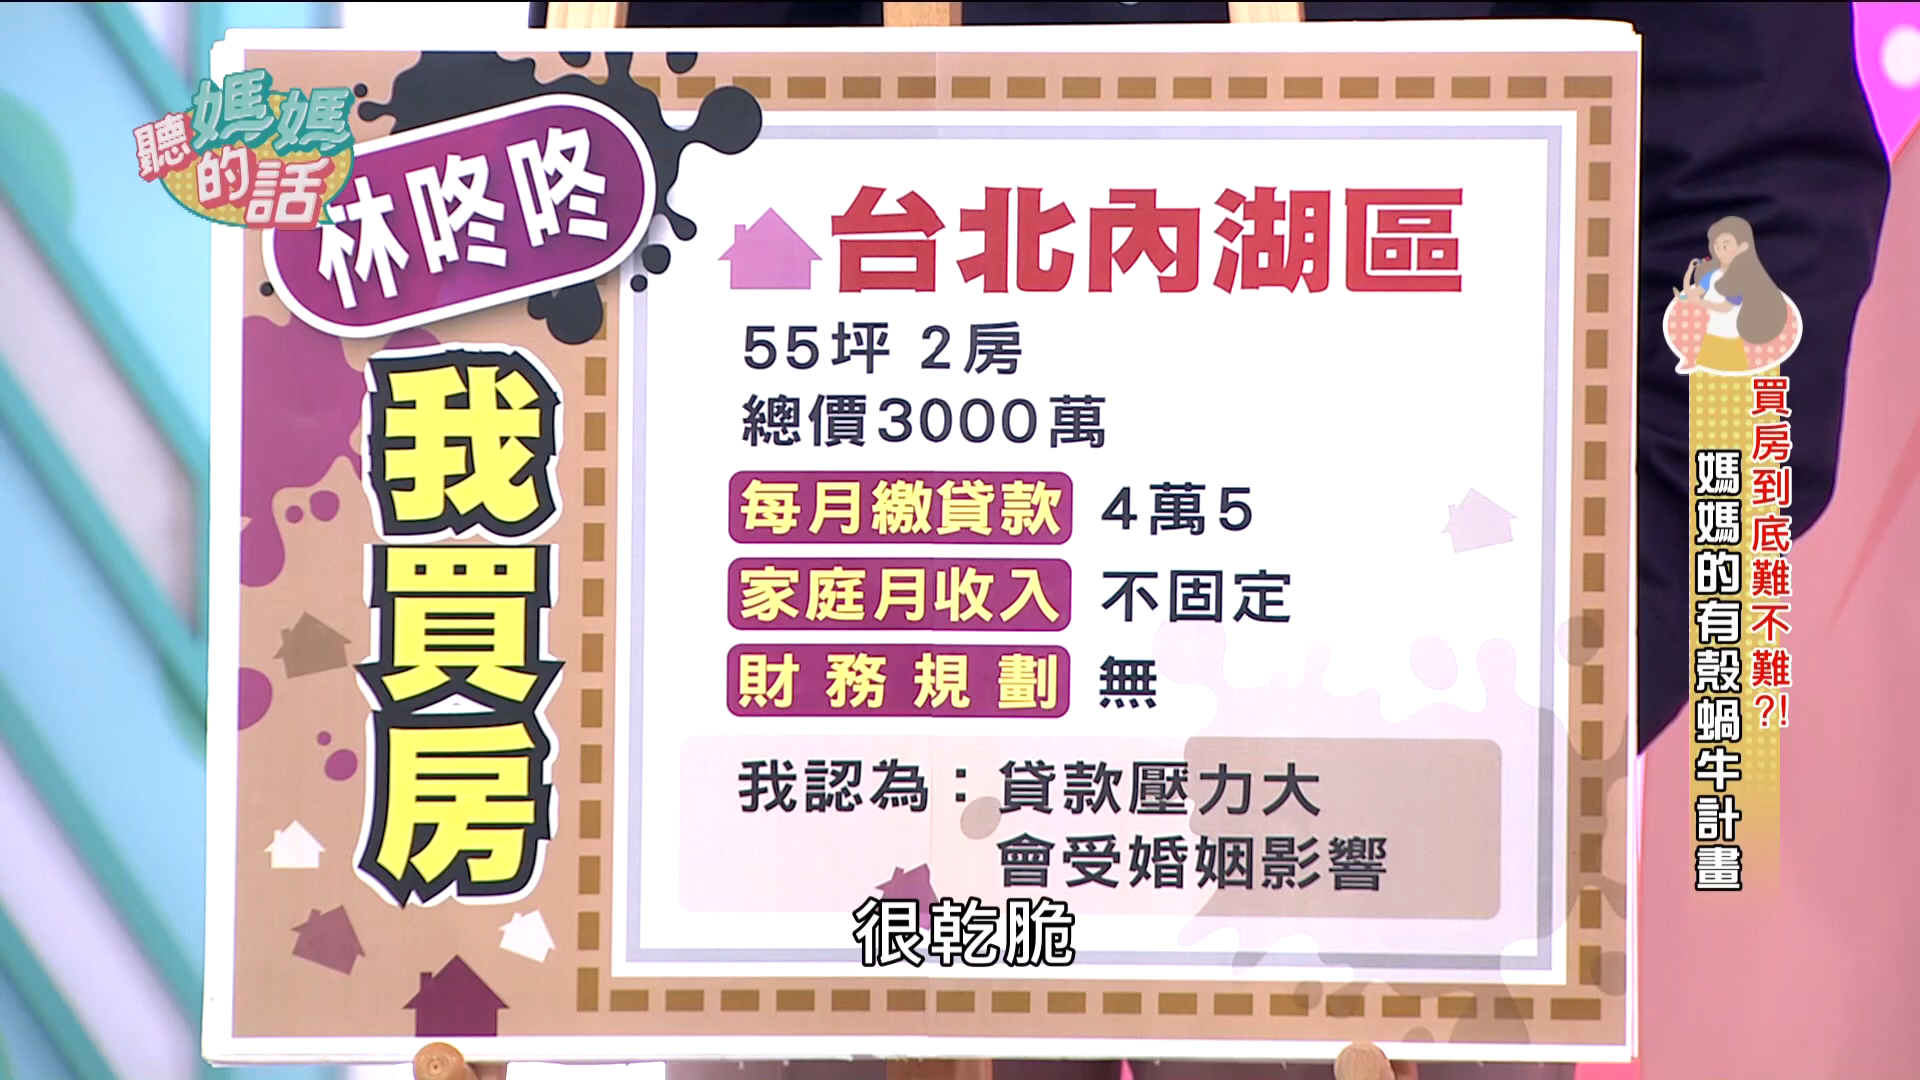 聽媽媽的話
林咚咚
我買房
台北內湖區
55坪 2房
總價3000萬
每月繳貸款 4萬5
家庭月收入 不固定
財務規劃 無
我認為：貸款壓力大
會受婚姻影響
很乾脆
買房到底難不難?!
媽媽的有殼蝸牛計畫